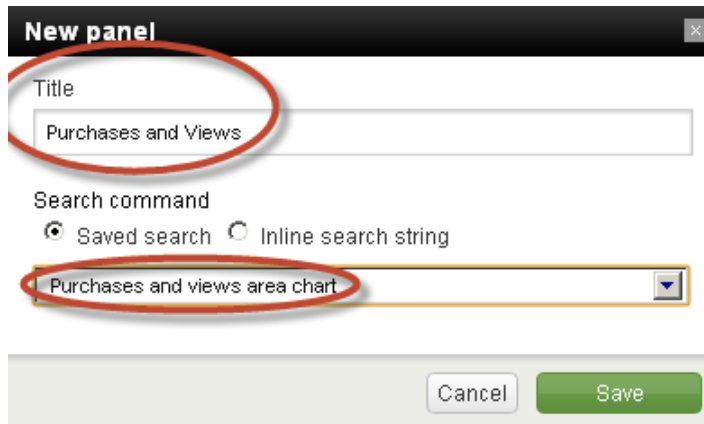 New panel
Title
Purchases and Views
Search command
Saved search Inline search string
Purchases and views area chart
Cancel Save